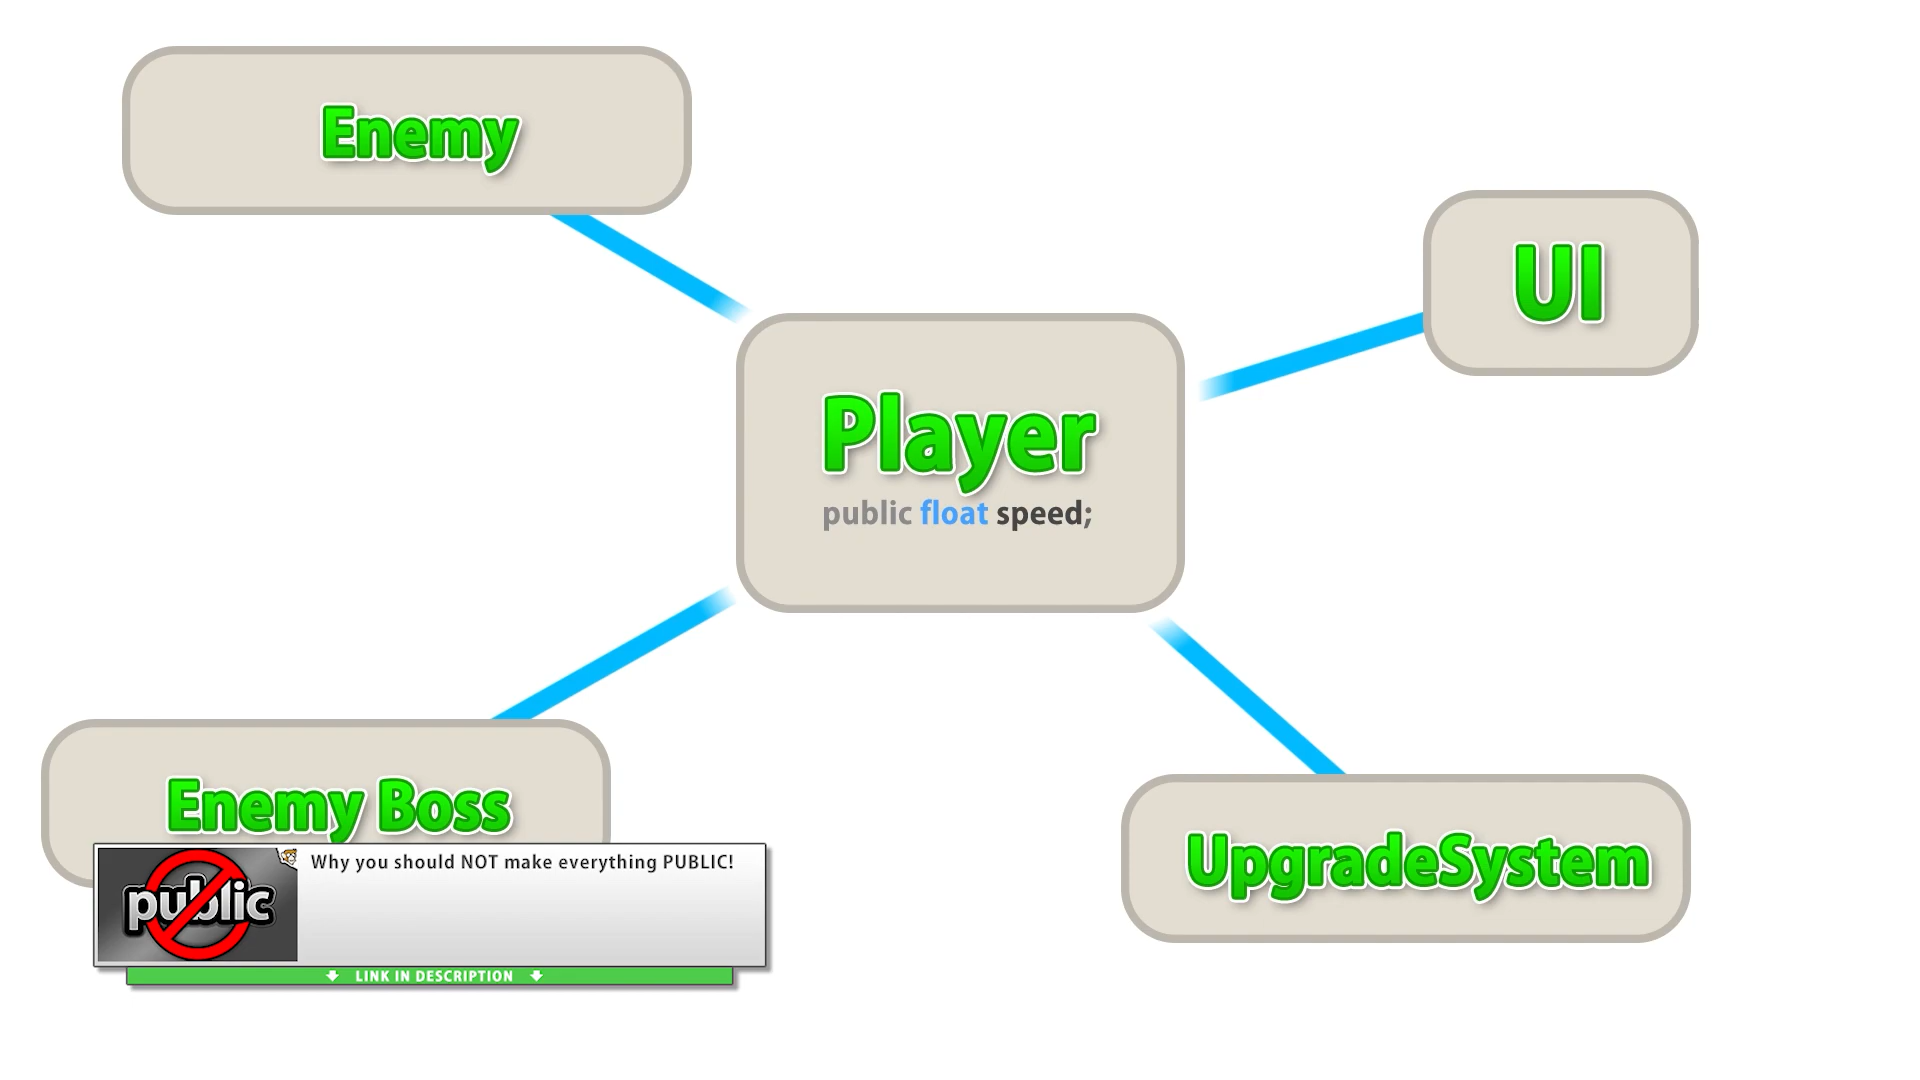 Enemy
UI
Player
public float speed;
Enemy Boss
UpgradeSystem
public
Why you should NOT make everything PUBLIC!
LINK IN DESCRIPTION